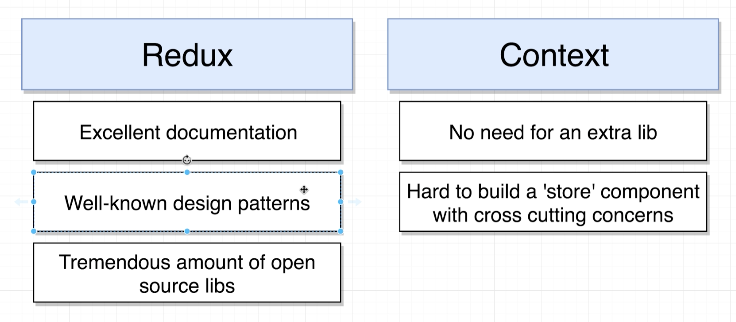 Redux
Excellent documentation
Well-known design patterns
Tremendous amount of open
source libs
Context
No need for an extra lib
Hard to build a 'store' component
with cross cutting concerns